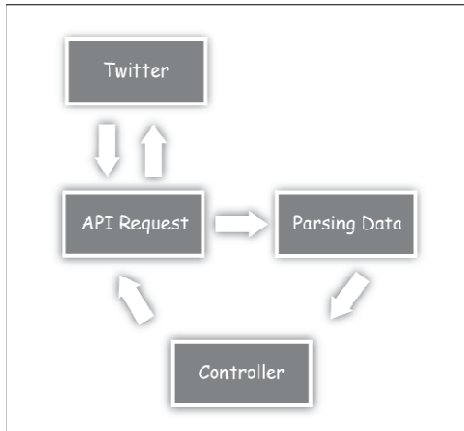 Twitter
API Request
Parsing Data
Controller